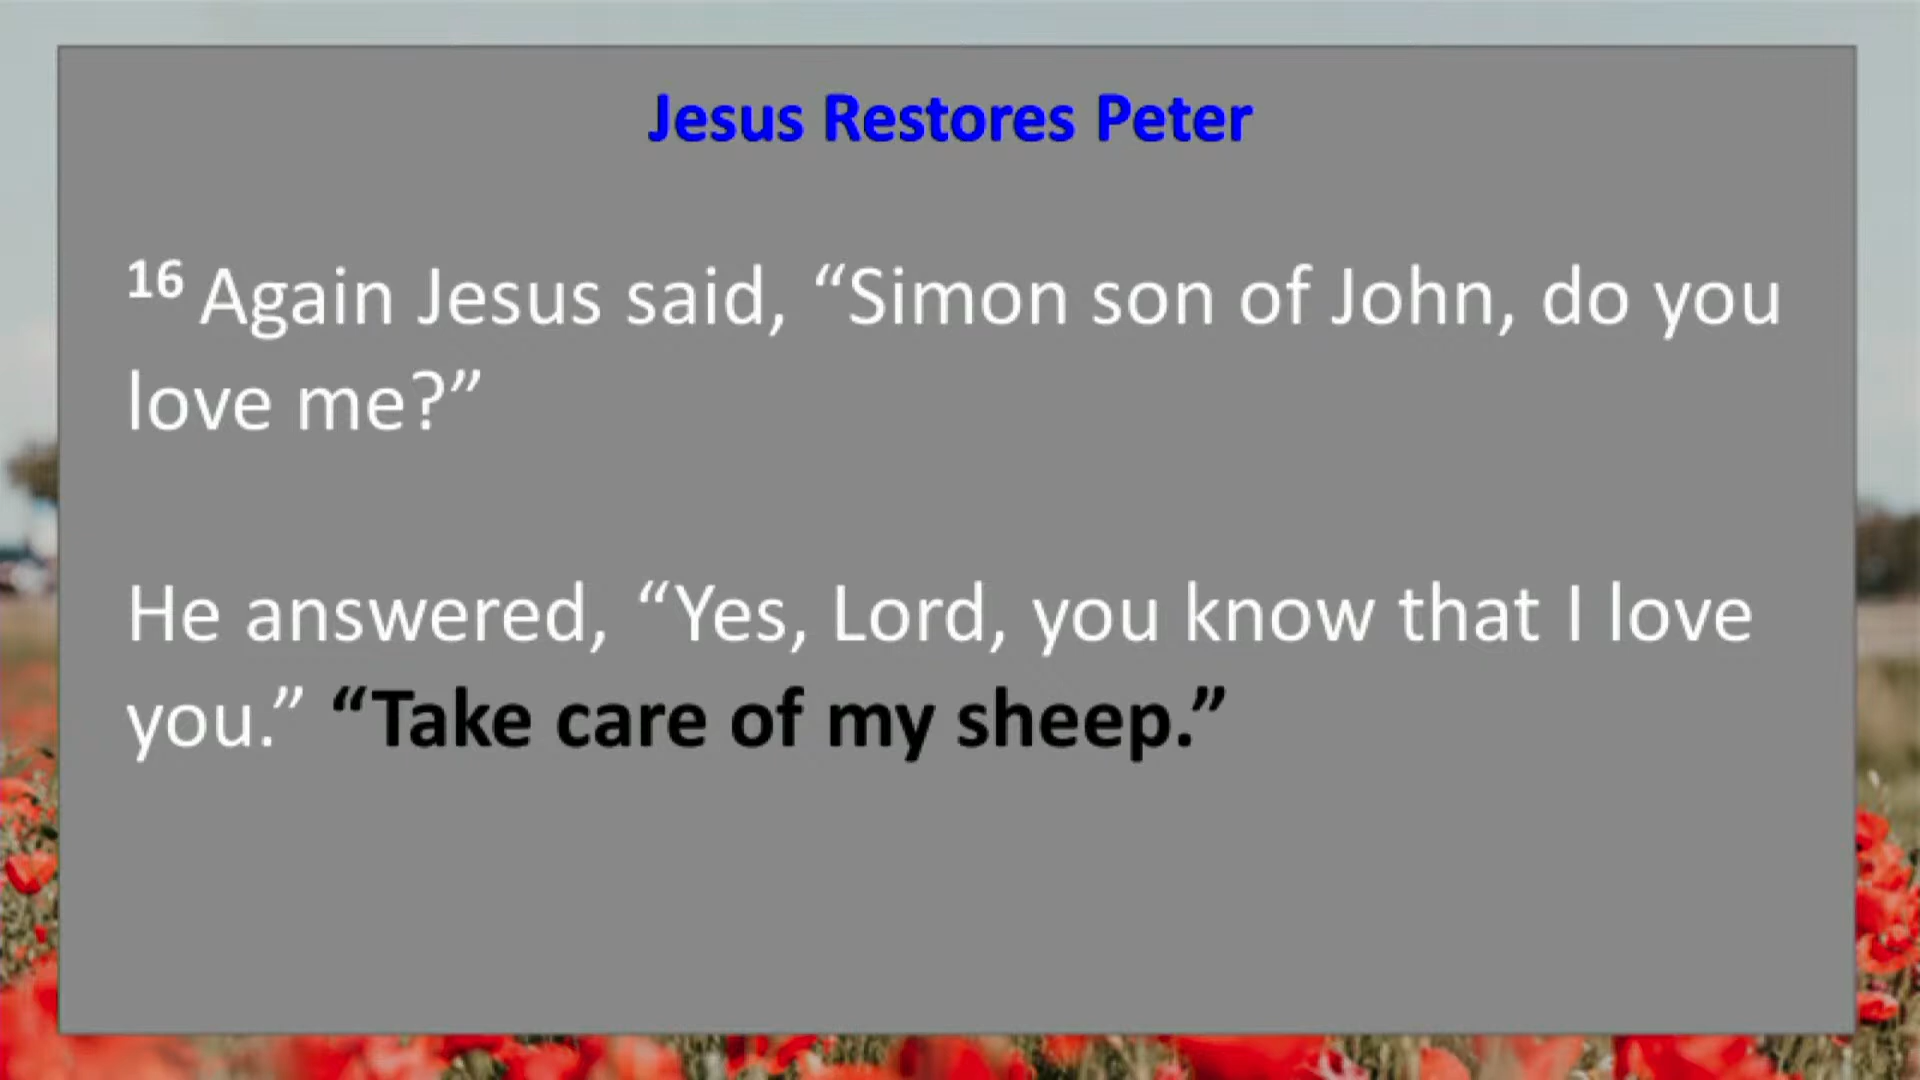 Jesus Restores Peter
16 Again Jesus said, “Simon son of John, do you
love me?”
He answered, “Yes, Lord, you know that I love
you.” “Take care of my sheep.”